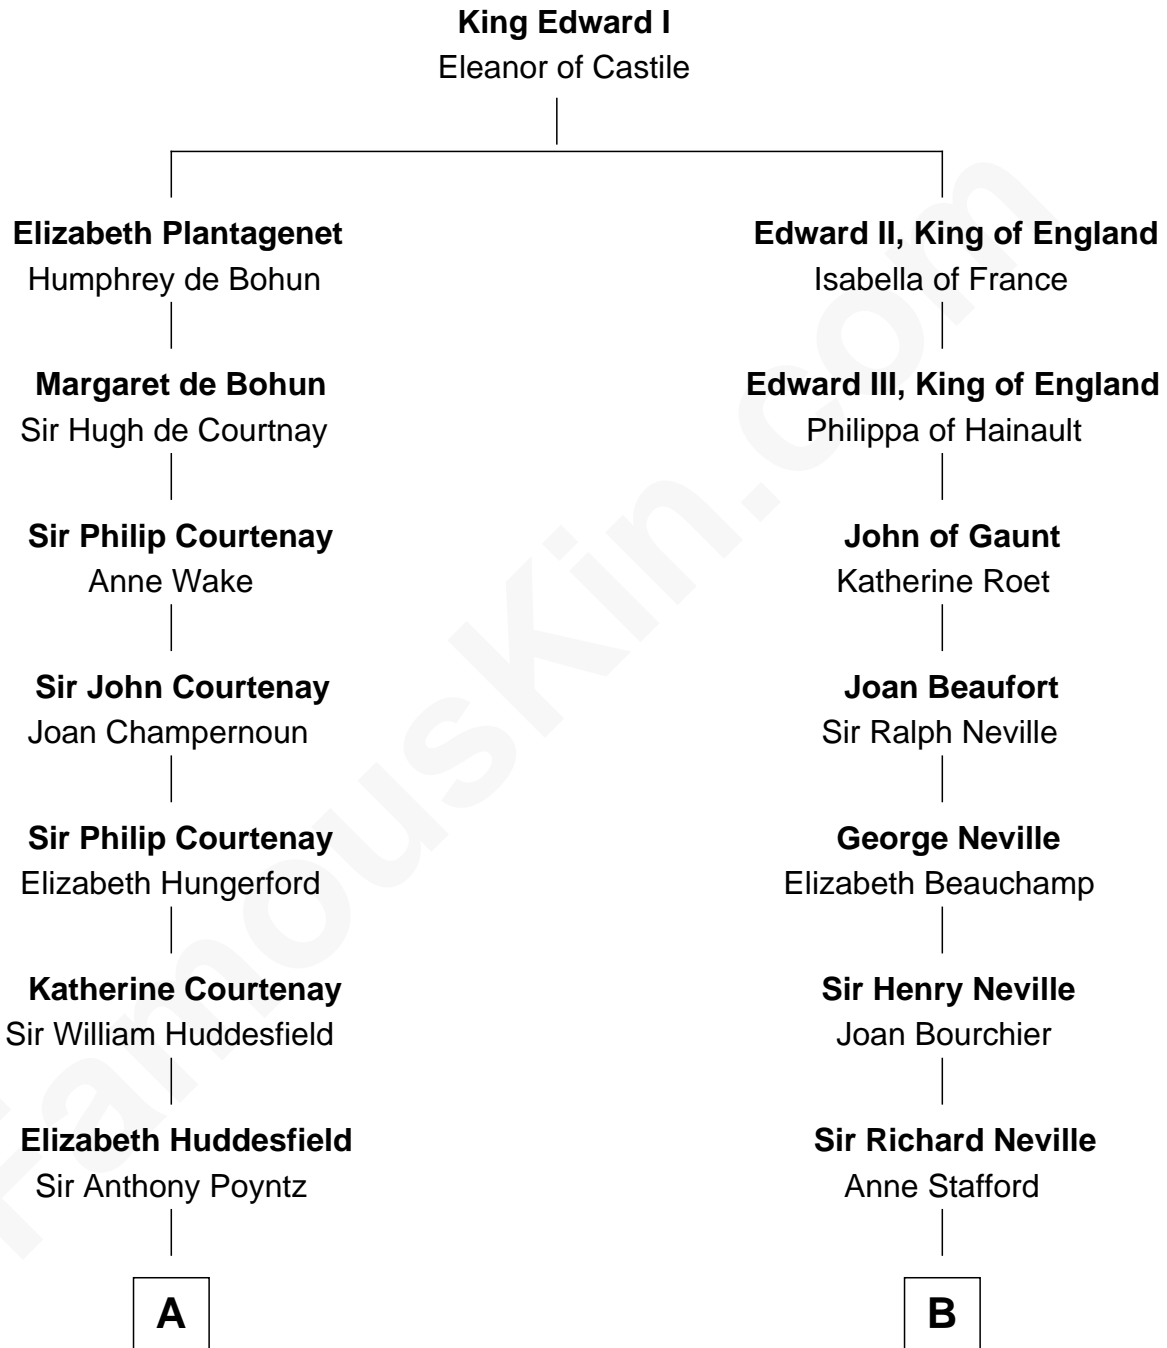 King Edward I
Eleanor of Castile
Elizabeth Plantagenet
Humphrey de Bohun
Edward II, King of England
Isabella of France
Margaret de Bohun
Sir Hugh de Courtnay
Edward III, King of England
Philippa of Hainault
Sir Philip Courtenay
Anne Wake
John of Gaunt
Katherine Roet
Sir John Courtenay
Joan Champernoun
Joan Beaufort
Sir Ralph Neville
Sir Philip Courtenay
Elizabeth Hungerford
George Neville
Elizabeth Beauchamp
Katherine Courtenay
Sir William Huddesfield
Sir Henry Neville
Joan Bourchier
Elizabeth Huddesfield
Sir Anthony Poyntz
Sir Richard Neville
Anne Stafford
A
B
FamousKin.com